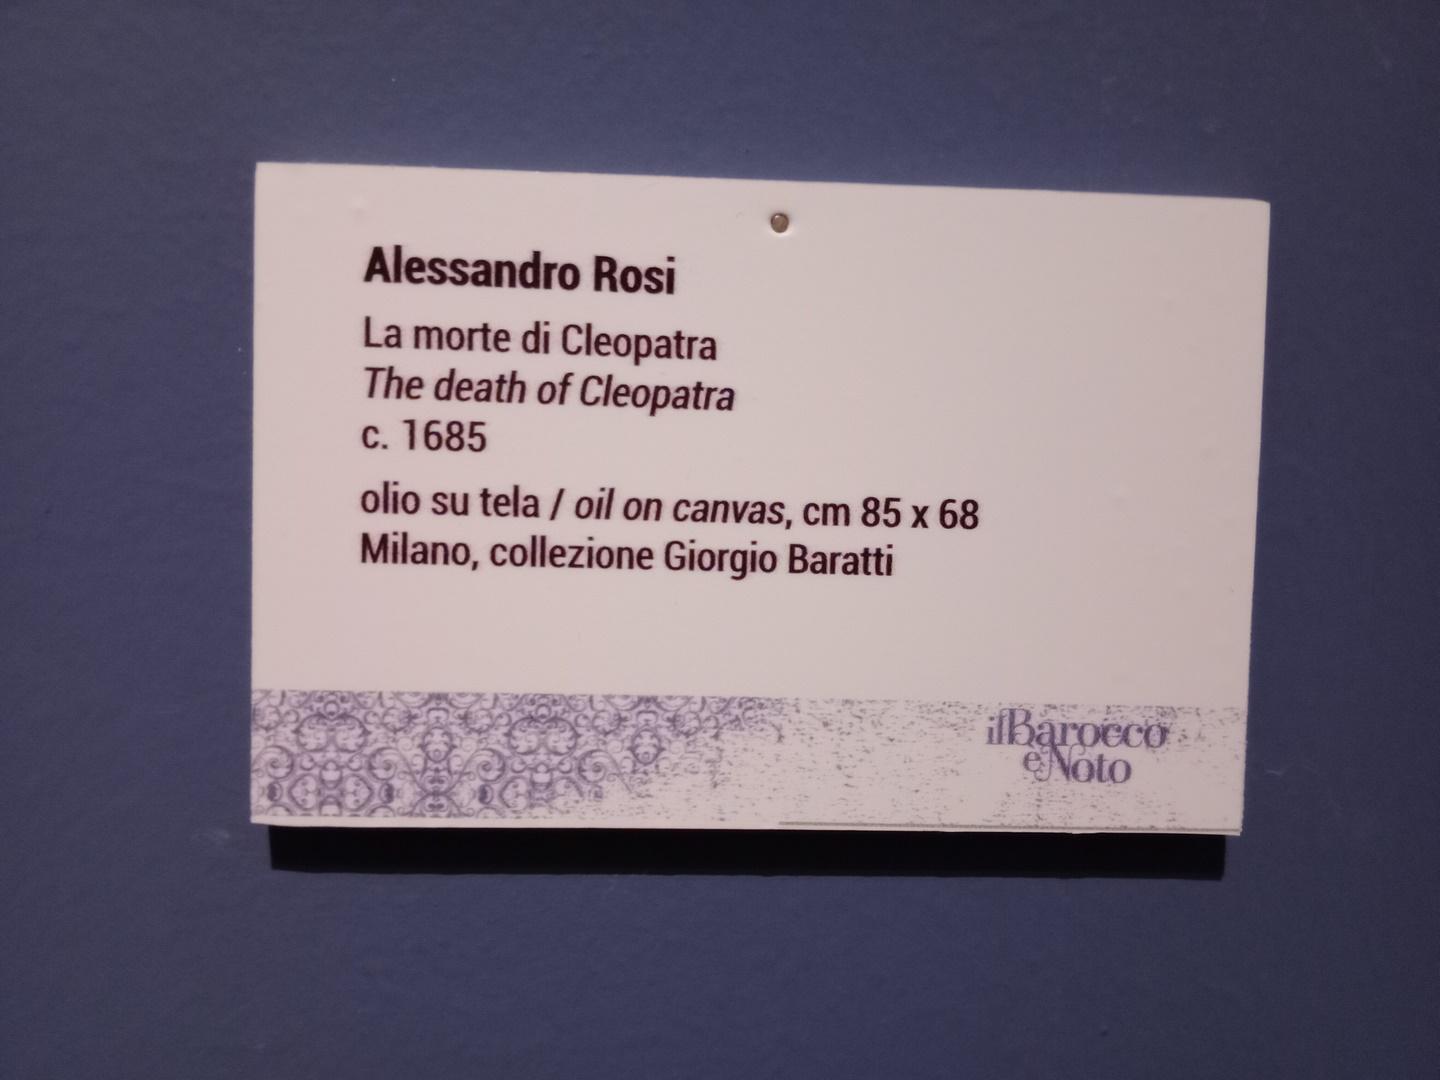 Alessandro Rosi
La morte di Cleopatra
The death of Cleopatra
c. 1685
olio su tela / oil on canvas, cm 85 x 68
Milano, collezione Giorgio Baratti
il Barocco
e Noto